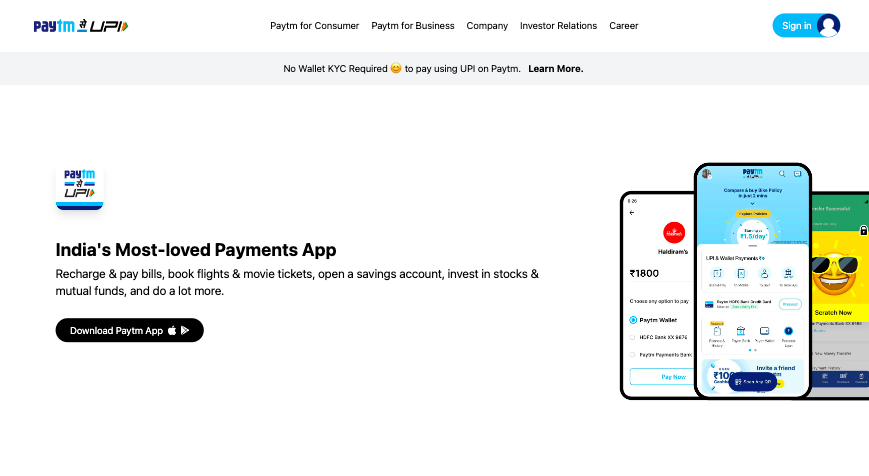 paytm से UPI
Paytm for Consumer Paytm for Business Company Investor Relations Career
Sign in
No Wallet KYC Required 😊 to pay using UPI on Paytm. Learn More.
paytm
से
UPI
India's Most-loved Payments App
Recharge & pay bills, book flights & movie tickets, open a savings account, invest in stocks &
mutual funds, and do a lot more.
Download Paytm App
Haldiram's
₹1800
Choose any option to pay
Paytm Wallet
HDFC Bank XX 9876
Paytm Payments Bank
Pay Now
paytm
Compare & buy Bike Policy
in just 2 mins
Explore Policies
₹1.5/day*
UPI & Wallet Payments
Paytm HDFC Bank Credit Card
Invite a friend
₹100
Scan Any QR
Scratch Now